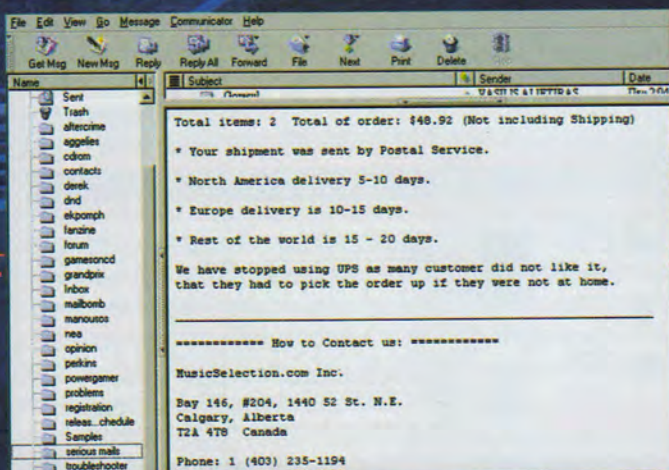 File Edit View Go Message Communicator Help
Get Msg New Msg Reply Reply All Forward File Next Print Delete
Name
Subject Sender Date
Sent
Trash
altercrime
aggelies
cdrom
contacts
derek
dnd
ekpomph
fanzine
forum
gamesoncd
grandprix
Inbox
mailbomb
manousos
nea
opinion
perkins
powergamer
problems
registration
releas...chedule
Samples
serious mails
troubleshooter
Total items: 2 Total of order: $48.92 (Not including Shipping)
* Your shipment was sent by Postal Service.
* North America delivery 5-10 days.
* Europe delivery is 10-15 days.
* Rest of the world is 15 - 20 days.
We have stopped using UPS as many customer did not like it,
that they had to pick the order up if they were not at home.
============ How to Contact us: ============
MusicSelection.com Inc.
Bay 146, #204, 1440 52 St. N.E.
Calgary, Alberta
T2A 4T8 Canada
Phone: 1 (403) 235-1194